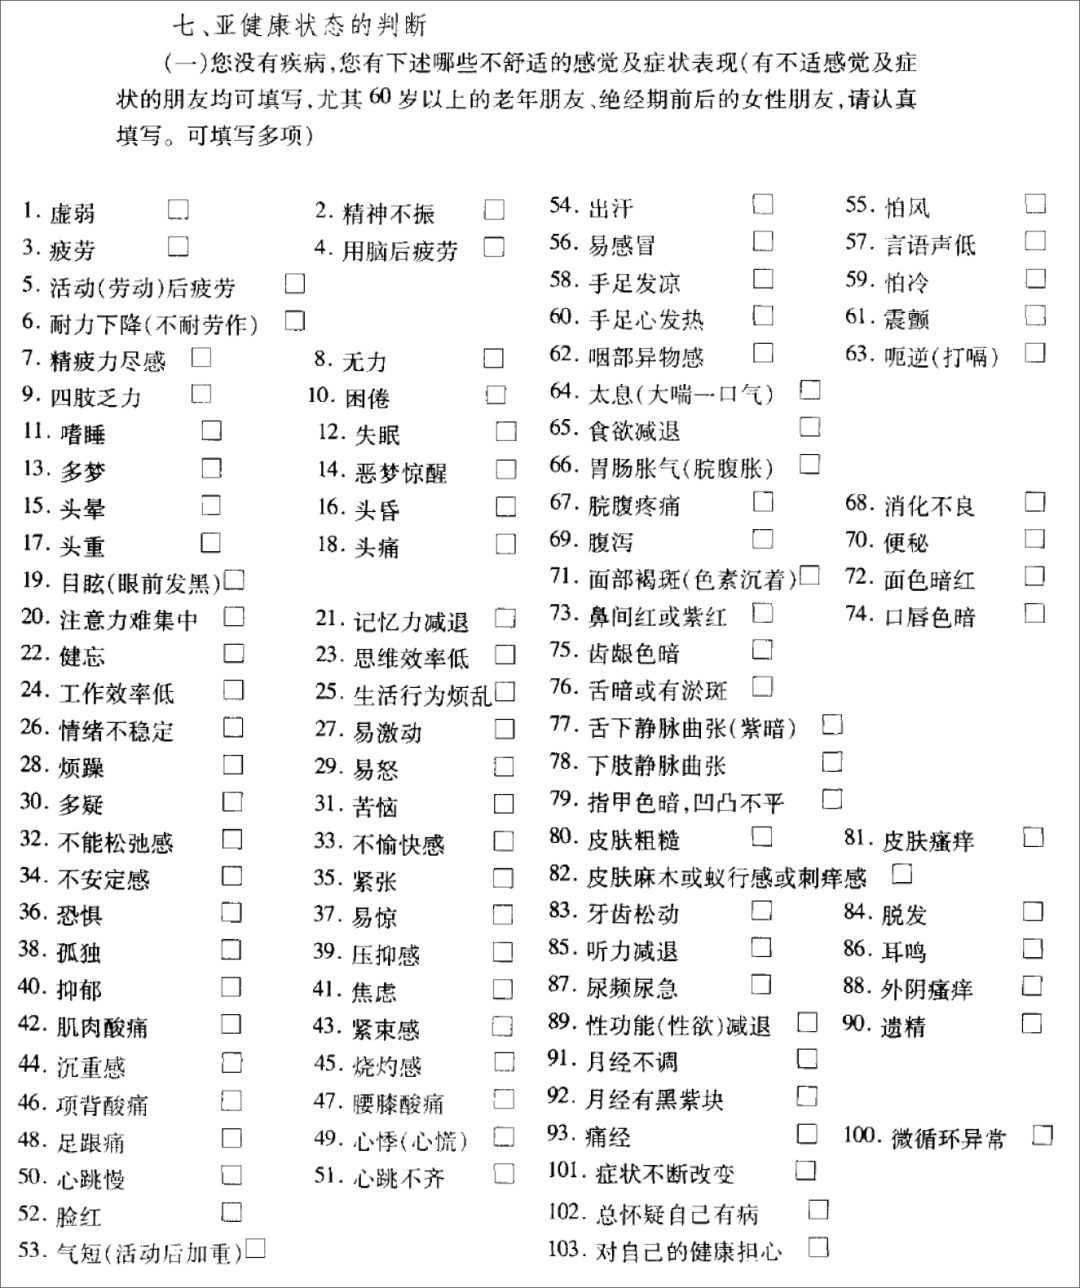 七、亚健康状态的判断
(一)您没有疾病,您有下述哪些不舒适的感觉及症状表现(有不适感觉及症
状的朋友均可填写,尤其60岁以上的老年朋友、绝经期前后的女性朋友,请认真
填写。可填写多项)
1. 虚弱 □ 2. 精神不振 □
3. 疲劳 □ 4. 用脑后疲劳 □
5. 活动(劳动)后疲劳 □
6. 耐力下降(不耐劳作) □
7. 精疲力尽感 □ 8. 无力 □
9. 四肢乏力 □ 10. 困倦 □
11. 嗜睡 □ 12. 失眠 □
13. 多梦 □ 14. 恶梦惊醒 □
15. 头晕 □ 16. 头昏 □
17. 头重 □ 18. 头痛 □
19. 目眩(眼前发黑) □
20. 注意力难集中 □ 21. 记忆力减退 □
22. 健忘 □ 23. 思维效率低 □
24. 工作效率低 □ 25. 生活行为烦乱 □
26. 情绪不稳定 □ 27. 易激动 □
28. 烦躁 □ 29. 易怒 □
30. 多疑 □ 31. 苦恼 □
32. 不能松弛感 □ 33. 不愉快感 □
34. 不安定感 □ 35. 紧张 □
36. 恐惧 □ 37. 易惊 □
38. 孤独 □ 39. 压抑感 □
40. 抑郁 □ 41. 焦虑 □
42. 肌肉酸痛 □ 43. 紧束感 □
44. 沉重感 □ 45. 烧灼感 □
46. 项背酸痛 □ 47. 腰膝酸痛 □
48. 足跟痛 □ 49. 心悸(心慌) □
50. 心跳慢 □ 51. 心跳不齐 □
52. 脸红 □
53. 气短(活动后加重) □
54. 出汗 □ 55. 怕风 □
56. 易感冒 □ 57. 言语声低 □
58. 手足发凉 □ 59. 怕冷 □
60. 手足心发热 □ 61. 震颤 □
62. 咽部异物感 □ 63. 呃逆(打嗝) □
64. 太息(大喘一口气) □
65. 食欲减退 □
66. 胃肠胀气(脘腹胀) □
67. 脘腹疼痛 □ 68. 消化不良 □
69. 腹泻 □ 70. 便秘 □
71. 面部褐斑(色素沉着) □ 72. 面色暗红 □
73. 鼻间红或紫红 □ 74. 口唇色暗 □
75. 齿龈色暗 □
76. 舌暗或有淤斑 □
77. 舌下静脉曲张(紫暗) □
78. 下肢静脉曲张 □
79. 指甲色暗,凹凸不平 □
80. 皮肤粗糙 □ 81. 皮肤瘙痒 □
82. 皮肤麻木或蚁行感或刺痒感 □
83. 牙齿松动 □ 84. 脱发 □
85. 听力减退 □ 86. 耳鸣 □
87. 尿频尿急 □ 88. 外阴瘙痒 □
89. 性功能(性欲)减退 □ 90. 遗精 □
91. 月经不调 □
92. 月经有黑紫块 □
93. 痛经 □ 100. 微循环异常 □
101. 症状不断改变 □
102. 总怀疑自己有病 □
103. 对自己的健康担心 □